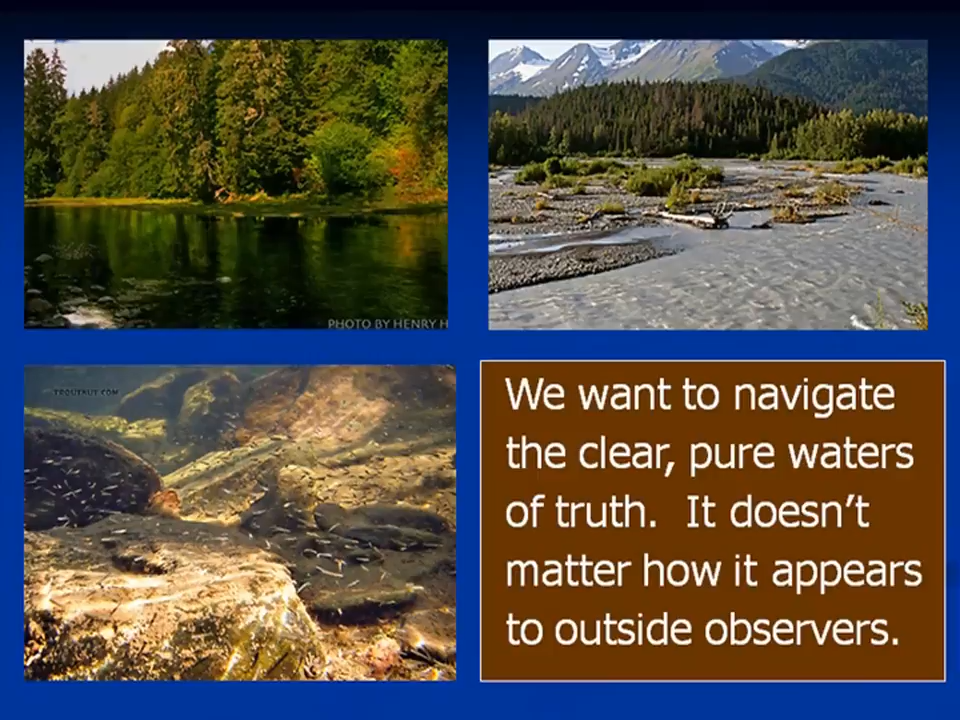 PHOTO BY HENRY H
TROUTNUT.COM
We want to navigate
the clear, pure waters
of truth.  It doesn't
matter how it appears
to outside observers.